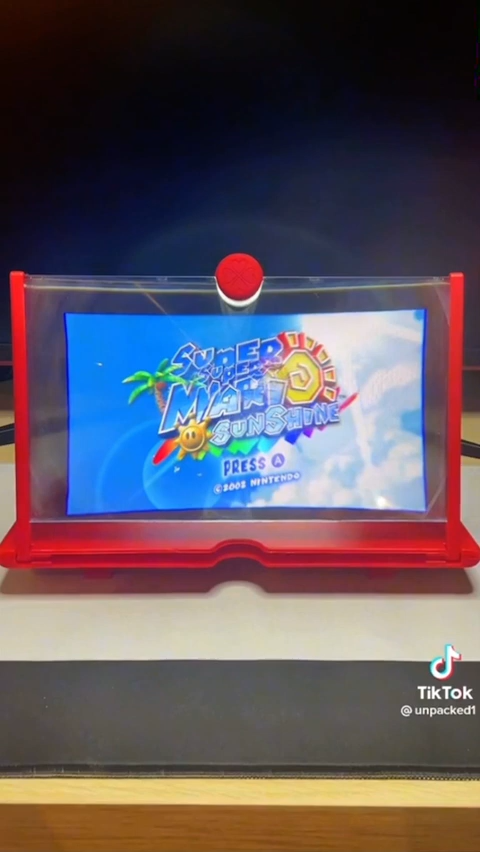 SUPER
MARIO
SUNSHINE
PRESS A
©2002 NINTENDO
TikTok
@unpacked1